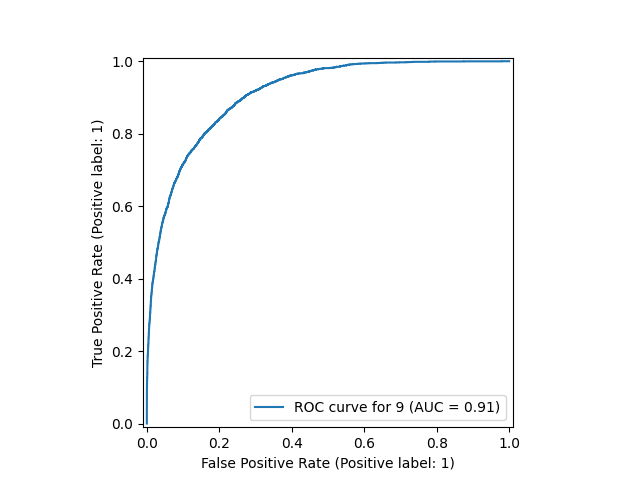 1.0
0.8
0.6
0.4
0.2
0.0
True Positive Rate (Positive label: 1)
ROC curve for 9 (AUC = 0.91)
0.0 0.2 0.4 0.6 0.8 1.0
False Positive Rate (Positive label: 1)